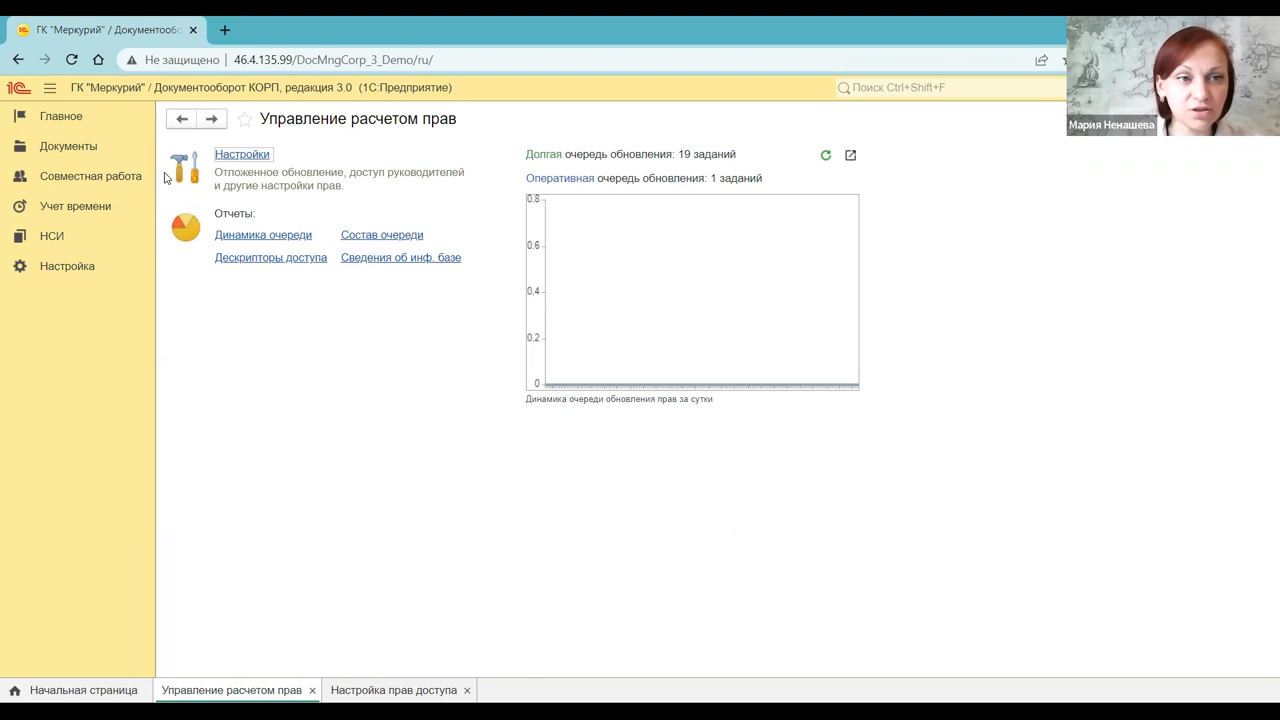 ГК "Меркурий" / Документообо
Не защищено
46.4.135.99/DocMngCorp_3_Demo/ru/
1С
ГК "Меркурий" / Документооборот КОРП, редакция 3.0 (1С:Предприятие)
Поиск Ctrl+Shift+F
Мария Ненашева
Главное
Документы
Совместная работа
Учет времени
НСИ
Настройка
Управление расчетом прав
Настройки
Отложенное обновление, доступ руководителей
и другие настройки прав.
Отчеты:
Динамика очереди
Состав очереди
Дескрипторы доступа
Сведения об инф. базе
Долгая очередь обновления: 19 заданий
Оперативная очередь обновления: 1 заданий
0,8
0,6
0,4
0,2
0
Динамика очереди обновления прав за сутки
Начальная страница
Управление расчетом прав
Настройка прав доступа